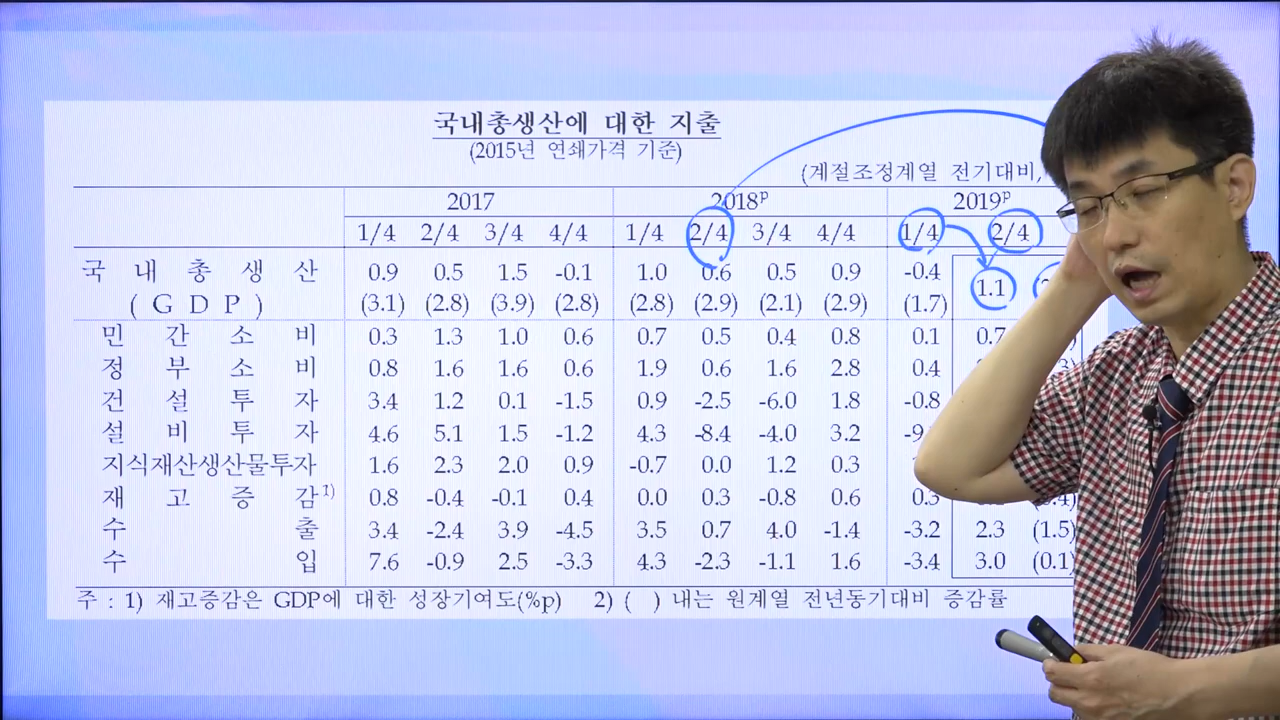 국내총생산에 대한 지출
(2015년 연쇄가격 기준)
(계절조정계열 전기대비,
2017 2018ᵖ 2019ᵖ
1/4 2/4 3/4 4/4 1/4 2/4 3/4 4/4 1/4 2/4
국내총생산 0.9 0.5 1.5 -0.1 1.0 0.6 0.5 0.9 -0.4 1.1
(GDP) (3.1) (2.8) (3.9) (2.8) (2.8) (2.9) (2.1) (2.9) (1.7)
민간소비 0.3 1.3 1.0 0.6 0.7 0.5 0.4 0.8 0.1 0.7
정부소비 0.8 1.6 1.6 0.6 1.9 0.6 1.6 2.8 0.4
건설투자 3.4 1.2 0.1 -1.5 0.9 -2.5 -6.0 1.8 -0.8
설비투자 4.6 5.1 1.5 -1.2 4.3 -8.4 -4.0 3.2
지식재산생산물투자 1.6 2.3 2.0 0.9 -0.7 0.0 1.2 0.3
재고증감¹⁾ 0.8 -0.4 -0.1 0.4 0.0 0.3 -0.8 0.6 0.3
수출 3.4 -2.4 3.9 -4.5 3.5 0.7 4.0 -1.4 -3.2 2.3 (1.5)
수입 7.6 -0.9 2.5 -3.3 4.3 -2.3 -1.1 1.6 -3.4 3.0 (0.1)
주 : 1) 재고증감은 GDP에 대한 성장기여도(%p) 2) ( ) 내는 원계열 전년동기대비 증감률